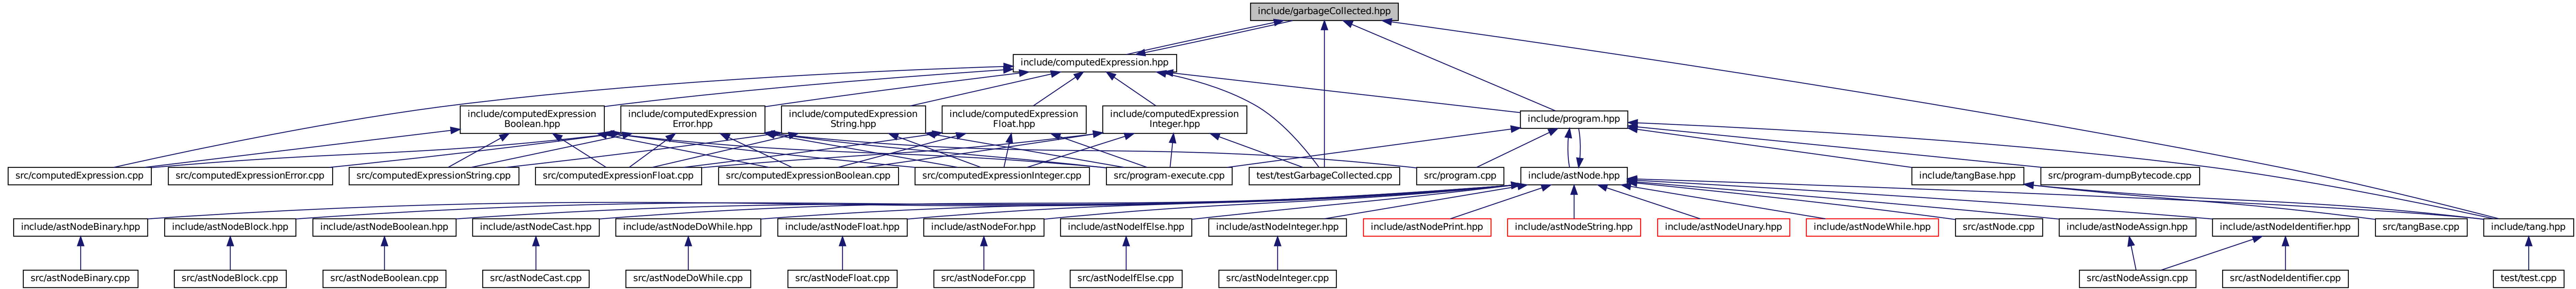 include/garbageCollected.hpp
include/computedExpression.hpp
include/computedExpression
Boolean.hpp
include/computedExpression
Error.hpp
include/computedExpression
String.hpp
include/computedExpression
Float.hpp
include/computedExpression
Integer.hpp
include/program.hpp
src/computedExpression.cpp
src/computedExpressionError.cpp
src/computedExpressionString.cpp
src/computedExpressionFloat.cpp
src/computedExpressionBoolean.cpp
src/computedExpressionInteger.cpp
src/program-execute.cpp
test/testGarbageCollected.cpp
src/program.cpp
include/astNode.hpp
include/tangBase.hpp
src/program-dumpBytecode.cpp
include/astNodeBinary.hpp
include/astNodeBlock.hpp
include/astNodeBoolean.hpp
include/astNodeCast.hpp
include/astNodeDoWhile.hpp
include/astNodeFloat.hpp
include/astNodeFor.hpp
include/astNodeIfElse.hpp
include/astNodeInteger.hpp
include/astNodePrint.hpp
include/astNodeString.hpp
include/astNodeUnary.hpp
include/astNodeWhile.hpp
src/astNode.cpp
include/astNodeAssign.hpp
include/astNodeIdentifier.hpp
src/tangBase.cpp
include/tang.hpp
src/astNodeBinary.cpp
src/astNodeBlock.cpp
src/astNodeBoolean.cpp
src/astNodeCast.cpp
src/astNodeDoWhile.cpp
src/astNodeFloat.cpp
src/astNodeFor.cpp
src/astNodeIfElse.cpp
src/astNodeInteger.cpp
src/astNodeAssign.cpp
src/astNodeIdentifier.cpp
test/test.cpp